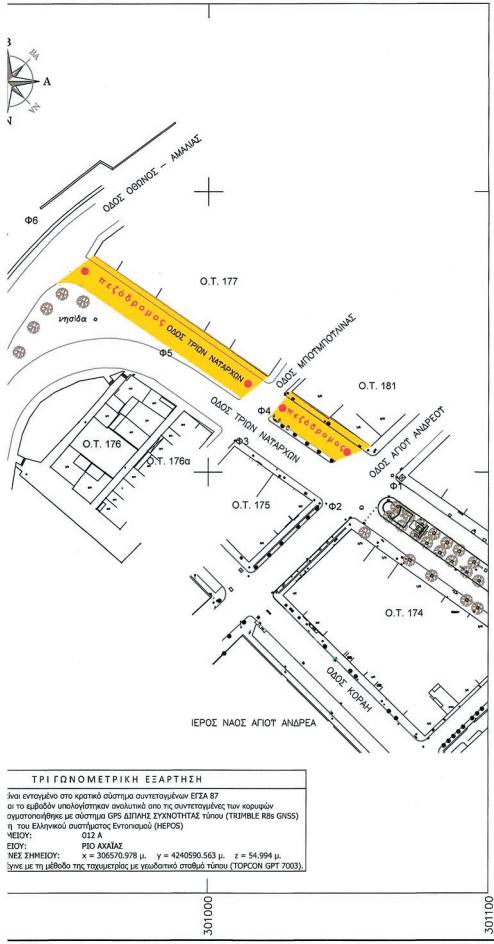 Β
ΒΑ
Α
ΝΑ
Ν
ΟΔΟΣ ΟΘΩΝΟΣ - ΑΜΑΛΙΑΣ
Φ6
Ο.Τ. 177
πεζόδρομος ΟΔΟΣ ΤΡΙΩΝ ΝΑΥΑΡΧΩΝ
νησίδα
Φ5
ΟΔΟΣ ΜΠΟΥΜΠΟΥΛΙΝΑΣ
Ο.Τ. 181
Φ4
πεζόδρομος
ΟΔΟΣ ΤΡΙΩΝ ΝΑΥΑΡΧΩΝ
ΟΔΟΣ ΑΓΙΟΥ ΑΝΔΡΕΟΥ
Ο.Τ. 176
Φ3
Ο.Τ. 176α
Φ1
Ο.Τ. 175
Φ2
Ο.Τ. 174
ΟΔΟΣ ΚΟΡΑΗ
ΙΕΡΟΣ ΝΑΟΣ ΑΓΙΟΥ ΑΝΔΡΕΑ
ΤΡΙΓΩΝΟΜΕΤΡΙΚΗ ΕΞΑΡΤΗΣΗ
είναι ενταγμένο στο κρατικό σύστημα συντεταγμένων ΕΓΣΑ 87
αι το εμβαδόν υπολογίστηκαν αναλυτικά απο τις συντεταγμένες των κορυφών
αγματοποιήθηκε με σύστημα GPS ΔΙΠΛΗΣ ΣΥΧΝΟΤΗΤΑΣ τύπου (TRIMBLE R8s GNSS)
τη του Ελληνικού συστήματος Εντοπισμού (HEPOS)
ΜΕΙΟΥ: 012 Α
ΕΙΟΥ: ΡΙΟ ΑΧΑΪΑΣ
ΝΕΣ ΣΗΜΕΙΟΥ: x = 306570.978 μ. y = 4240590.563 μ. z = 54.994 μ.
έγινε με τη μέθοδο της ταχυμετρίας με γεωδαιτικό σταθμό τύπου (TOPCON GPT 7003).
301000
301100